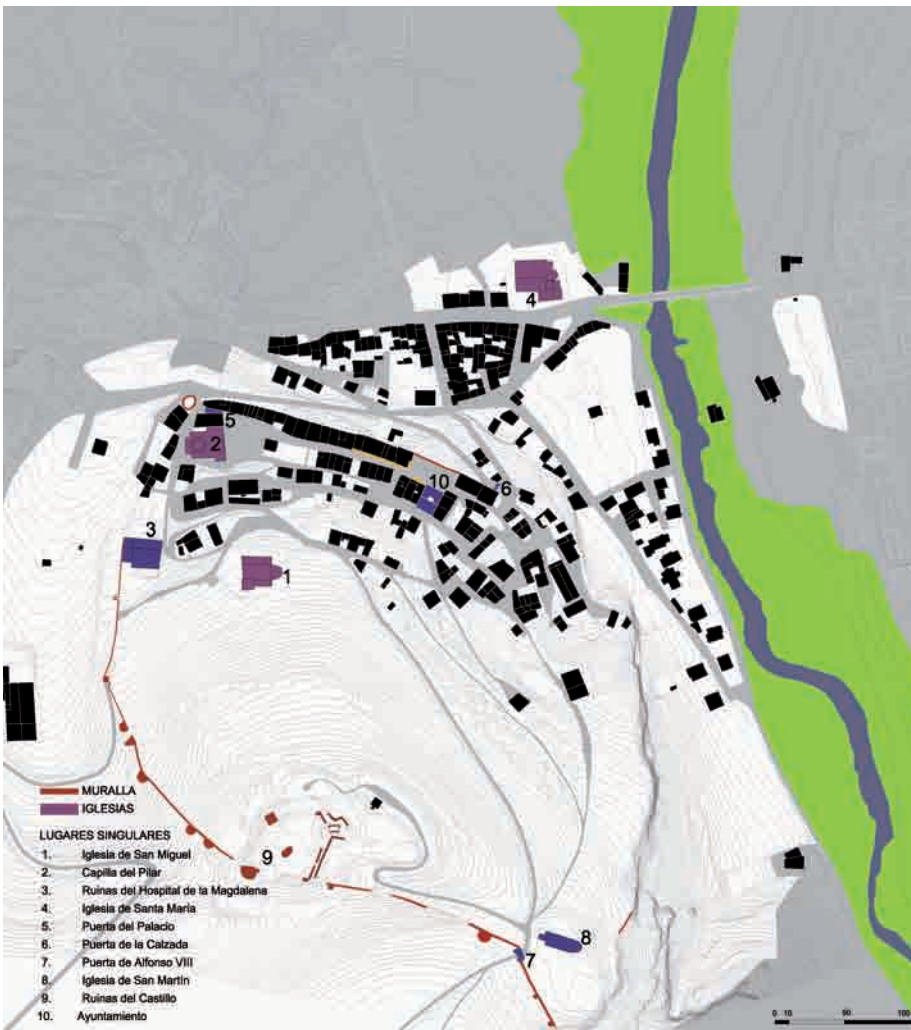 4
5
2
10
6
3
1
MURALLA
IGLESIAS
LUGARES SINGULARES
1. Iglesia de San Miguel
2. Capilla del Pilar
3. Ruinas del Hospital de la Magdalena
4. Iglesia de Santa María
5. Puerta del Palacio
6. Puerta de la Calzada
7. Puerta de Alfonso VIII
8. Iglesia de San Martín
9. Ruinas del Castillo
10. Ayuntamiento
9
8
7
0 10 50 100